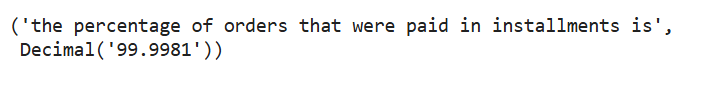 ('the percentage of orders that were paid in installments is',
Decimal('99.9981'))